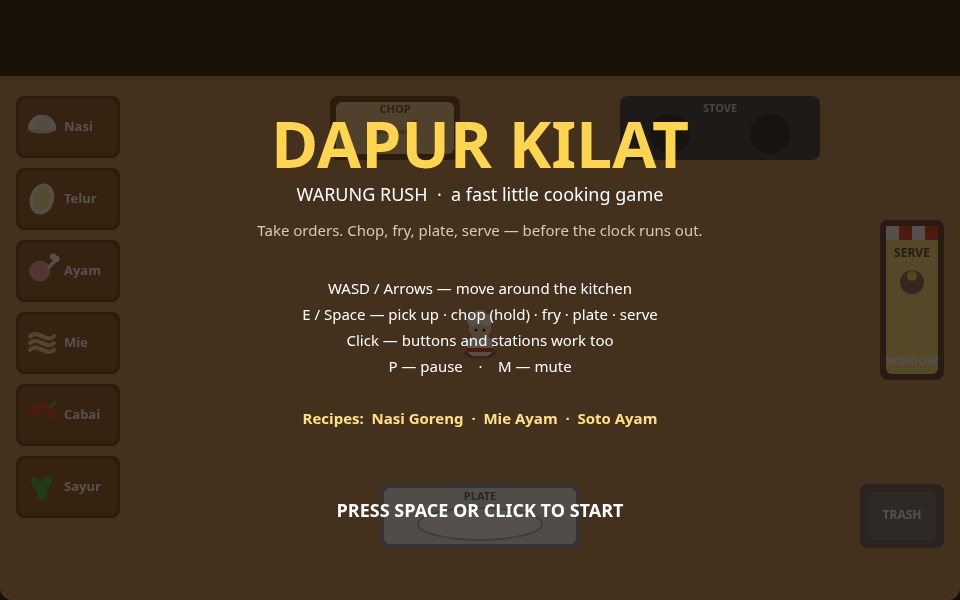 CHOP
STOVE
DAPUR KILAT
WARUNG RUSH · a fast little cooking game
Take orders. Chop, fry, plate, serve — before the clock runs out.
WASD / Arrows — move around the kitchen
E / Space — pick up · chop (hold) · fry · plate · serve
Click — buttons and stations work too
P — pause · M — mute
Recipes: Nasi Goreng · Mie Ayam · Soto Ayam
PLATE
PRESS SPACE OR CLICK TO START
Nasi
Telur
Ayam
Mie
Cabai
Sayur
SERVE
WINDOW
TRASH